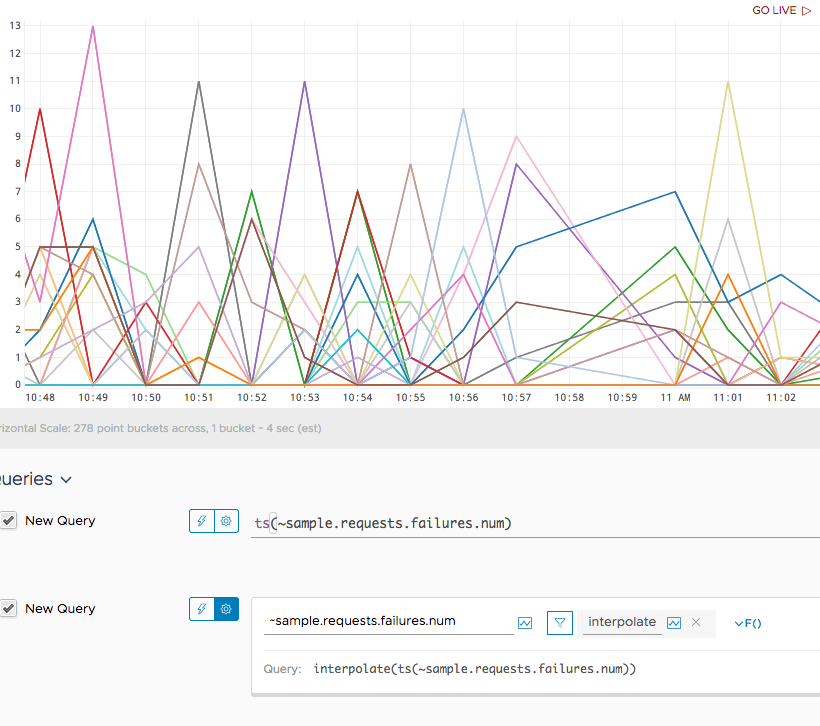 GO LIVE
13
12
11
10
9
8
7
6
5
4
3
2
1
0
10:48 10:49 10:50 10:51 10:52 10:53 10:54 10:55 10:56 10:57 10:58 10:59 11 AM 11:01 11:02
rizontal Scale: 278 point buckets across, 1 bucket ~ 4 sec (est)
ueries
New Query ts(~sample.requests.failures.num)
New Query ~sample.requests.failures.num interpolate × F()
Query: interpolate(ts(~sample.requests.failures.num))